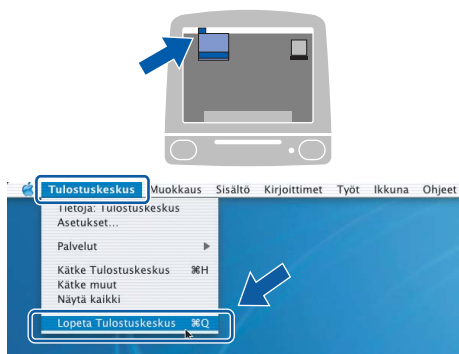 Tulostuskeskus Muokkaus Sisältö Kirjoittimet Työt Ikkuna Ohjeet
Tietoja: Tulostuskeskus
Asetukset...
Palvelut ▶
Kätke Tulostuskeskus ⌘H
Kätke muut
Näytä kaikki
Lopeta Tulostuskeskus ⌘Q